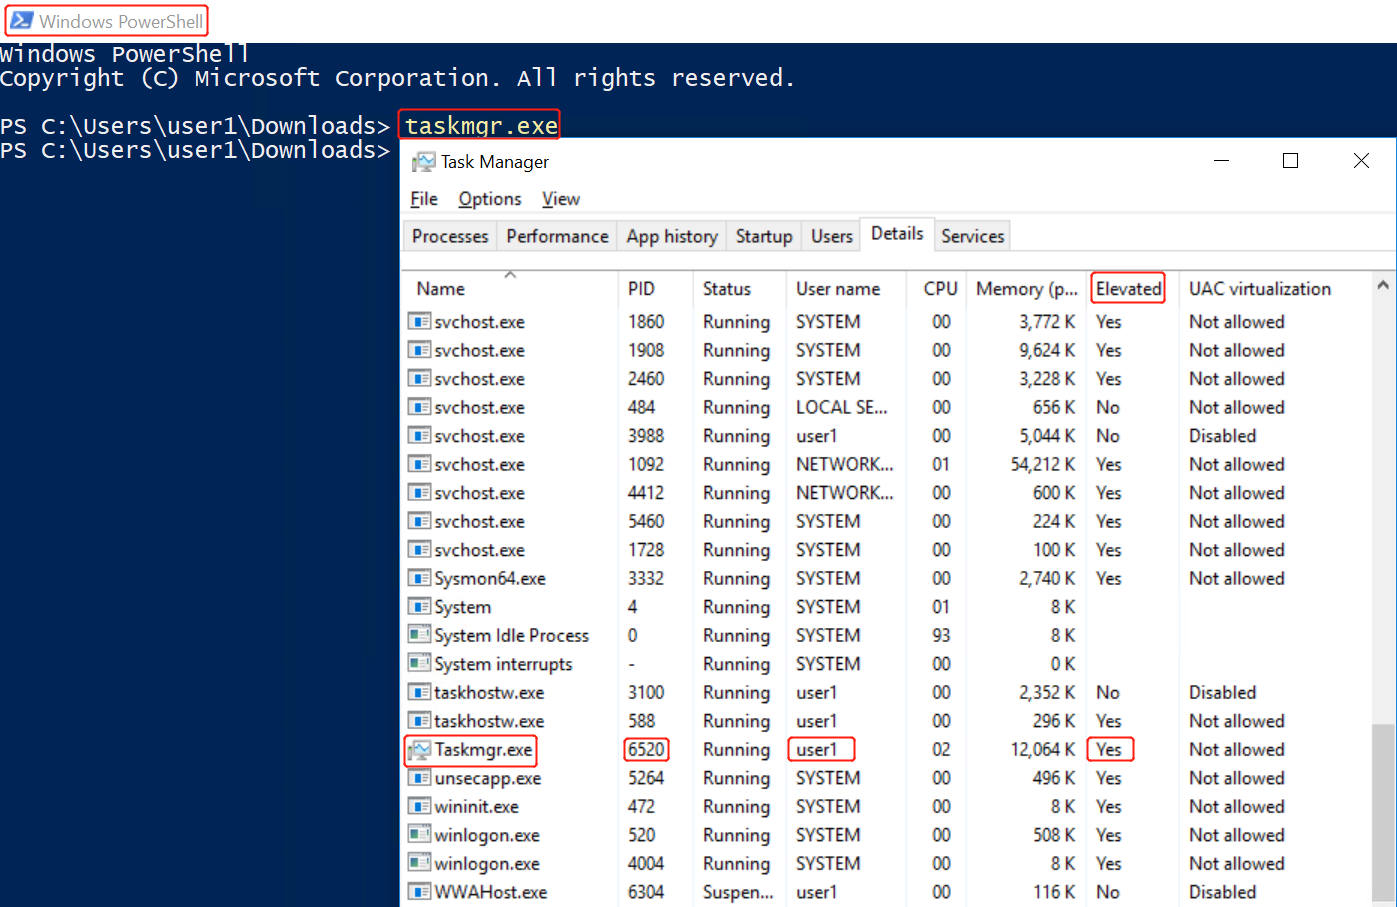 Windows PowerShell
Windows PowerShell
Copyright (C) Microsoft Corporation. All rights reserved.
PS C:\Users\user1\Downloads> taskmgr.exe
PS C:\Users\user1\Downloads>
Task Manager
File Options View
Processes Performance App history Startup Users Details Services
Name PID Status User name CPU Memory (p... Elevated UAC virtualization
svchost.exe 1860 Running SYSTEM 00 3,772 K Yes Not allowed
svchost.exe 1908 Running SYSTEM 00 9,624 K Yes Not allowed
svchost.exe 2460 Running SYSTEM 00 3,228 K Yes Not allowed
svchost.exe 484 Running LOCAL SE... 00 656 K No Not allowed
svchost.exe 3988 Running user1 00 5,044 K No Disabled
svchost.exe 1092 Running NETWORK... 01 54,212 K Yes Not allowed
svchost.exe 4412 Running NETWORK... 00 600 K Yes Not allowed
svchost.exe 5460 Running SYSTEM 00 224 K Yes Not allowed
svchost.exe 1728 Running SYSTEM 00 100 K Yes Not allowed
Sysmon64.exe 3332 Running SYSTEM 00 2,740 K Yes Not allowed
System 4 Running SYSTEM 01 8 K
System Idle Process 0 Running SYSTEM 93 8 K
System interrupts - Running SYSTEM 00 0 K
taskhostw.exe 3100 Running user1 00 2,352 K No Disabled
taskhostw.exe 588 Running user1 00 296 K Yes Not allowed
Taskmgr.exe 6520 Running user1 02 12,064 K Yes Not allowed
unsecapp.exe 5264 Running SYSTEM 00 496 K Yes Not allowed
wininit.exe 472 Running SYSTEM 00 8 K Yes Not allowed
winlogon.exe 520 Running SYSTEM 00 508 K Yes Not allowed
winlogon.exe 4004 Running SYSTEM 00 8 K Yes Not allowed
WWAHost.exe 6304 Suspen... user1 00 116 K No Disabled